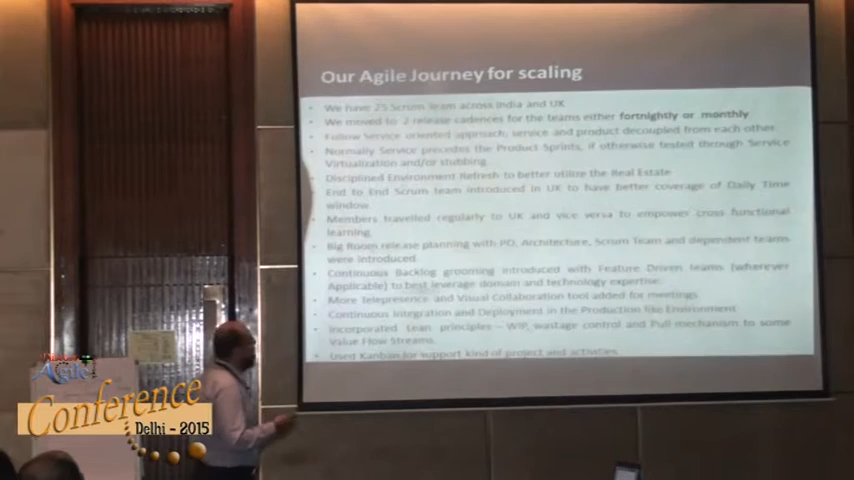 Our Agile Journey for scaling
We have 25 Scrum Team across India and UK
We moved to 2 release cadences for the teams either fortnightly or monthly
Follow Service oriented approach; service and product decoupled from each other
Normally Service precedes the Product Sprints, if otherwise tested through Service
Virtualization and/or stubbing.
Disciplined Environment Refresh to better utilize the Real Estate
End to End Scrum team introduced in UK to have better coverage of Daily Time
window
Members travelled regularly to UK and vice versa to empower cross functional
learning.
Big Room release planning with PO, Architecture, Scrum Team and dependent teams
were introduced.
Continuous Backlog grooming introduced with Feature Driven teams (wherever
Applicable) to best leverage domain and technology expertise.
More Telepresence and Visual Collaboration tool added for meetings
Continuous Integration and Deployment in the Production like Environment
Incorporated Lean principles – WIP, wastage control and Pull mechanism to some
Value Flow Streams.
Used Kanban for support kind of project and activities.
Agile
Conference
Delhi - 2015